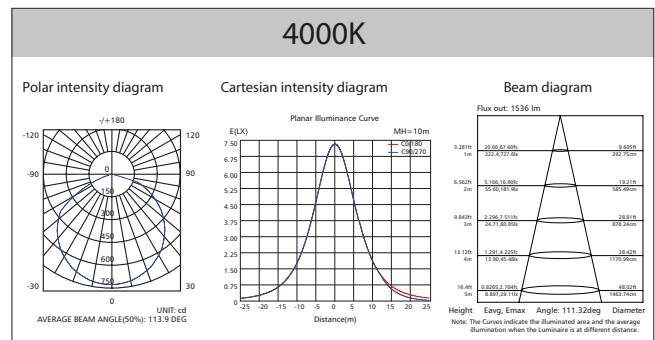 4000K
Polar intensity diagram
-/+180
-120
120
-90
90
0
150
300
450
600
750
-30
30
0
UNIT: cd
AVERAGE BEAM ANGLE(50%): 113.9 DEG
Cartesian intensity diagram
Planar Illuminance Curve
E(LX)
MH=10m
C0/180
C90/270
7.50
6.75
6.00
5.25
4.50
3.75
3.00
2.25
1.50
0.75
0
-25 -20 -15 -10 -5 0 5 10 15 20 25
Distance(m)
Beam diagram
Flux out: 1536 lm
3.281ft 20.66,67.60fc 9.605ft
1m 222.4,727.6lx 292.75cm
6.562ft 5.166,16.90fc 19.21ft
2m 55.60,181.9lx 585.49cm
9.843ft 2.296,7.511fc 28.81ft
3m 24.71,80.85lx 878.24cm
13.12ft 1.291,4.225fc 38.42ft
4m 13.90,45.48lx 1170.99cm
16.4ft 0.8265,2.704fc 48.02ft
5m 8.897,29.11lx 1463.74cm
Height Eavg, Emax Angle: 111.32deg Diameter
Note: The Curves indicate the illuminated area and the average
illumination when the Luminaire is at different distance.